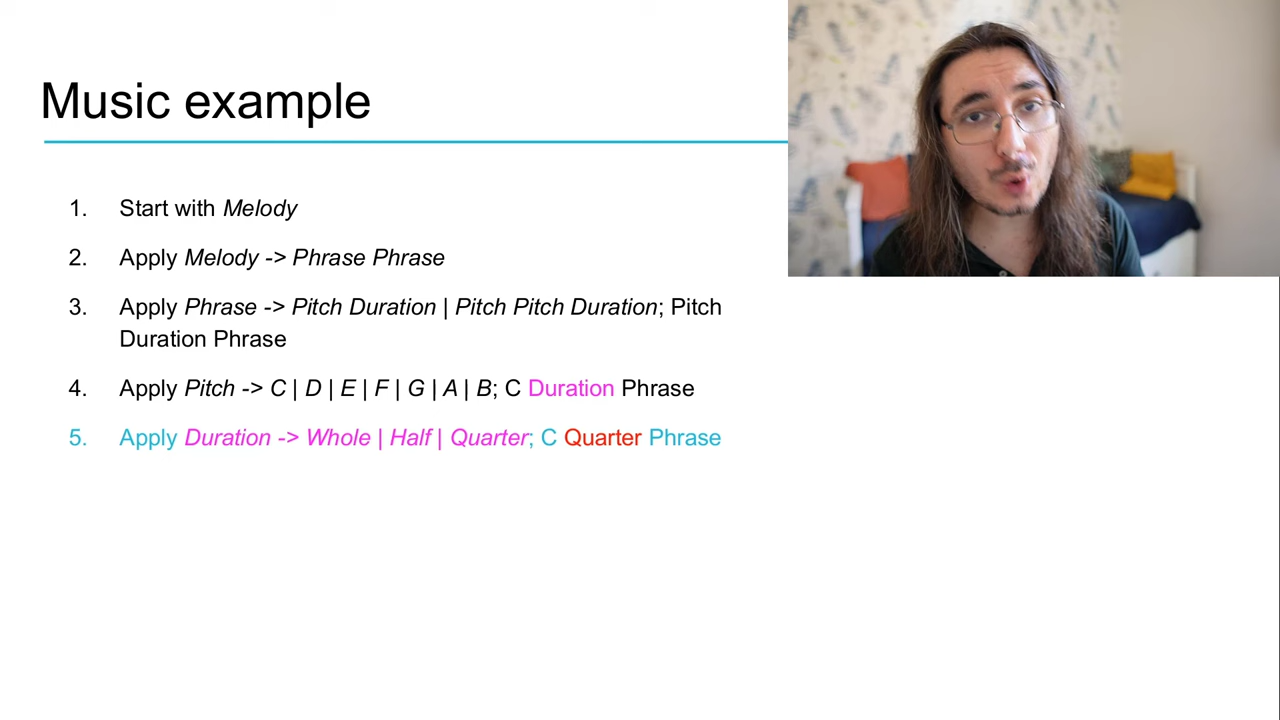 Music example
1. Start with Melody
2. Apply Melody -> Phrase Phrase
3. Apply Phrase -> Pitch Duration | Pitch Pitch Duration; Pitch
Duration Phrase
4. Apply Pitch -> C | D | E | F | G | A | B; C Duration Phrase
5. Apply Duration -> Whole | Half | Quarter; C Quarter Phrase